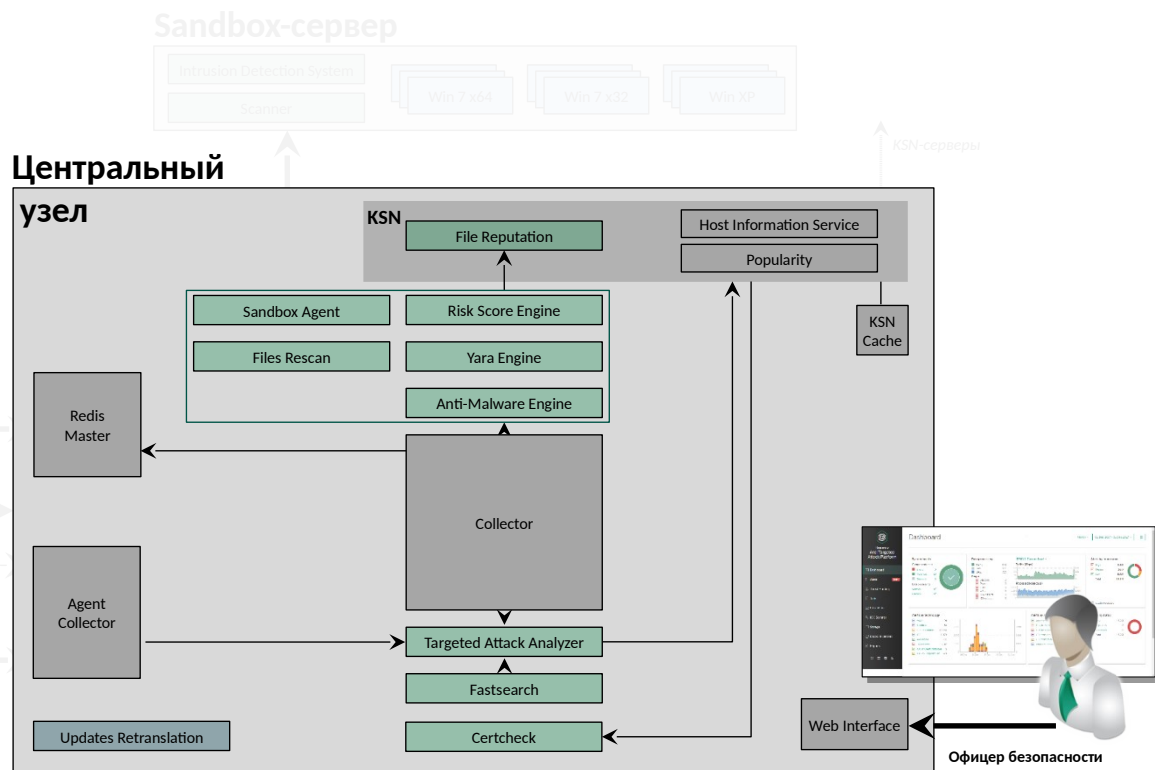 Sandbox-сервер
Intrusion Detection System
Scanner
Win 7 x64
Win 7 x32
Win XP
KSN-серверы
Центральный
узел
KSN
File Reputation
Host Information Service
Popularity
KSN
Cache
Sandbox Agent
Risk Score Engine
Files Rescan
Yara Engine
Anti-Malware Engine
Redis
Master
Collector
Agent
Collector
Targeted Attack Analyzer
Fastsearch
Certcheck
Updates Retranslation
Web Interface
Dashboard
Офицер безопасности